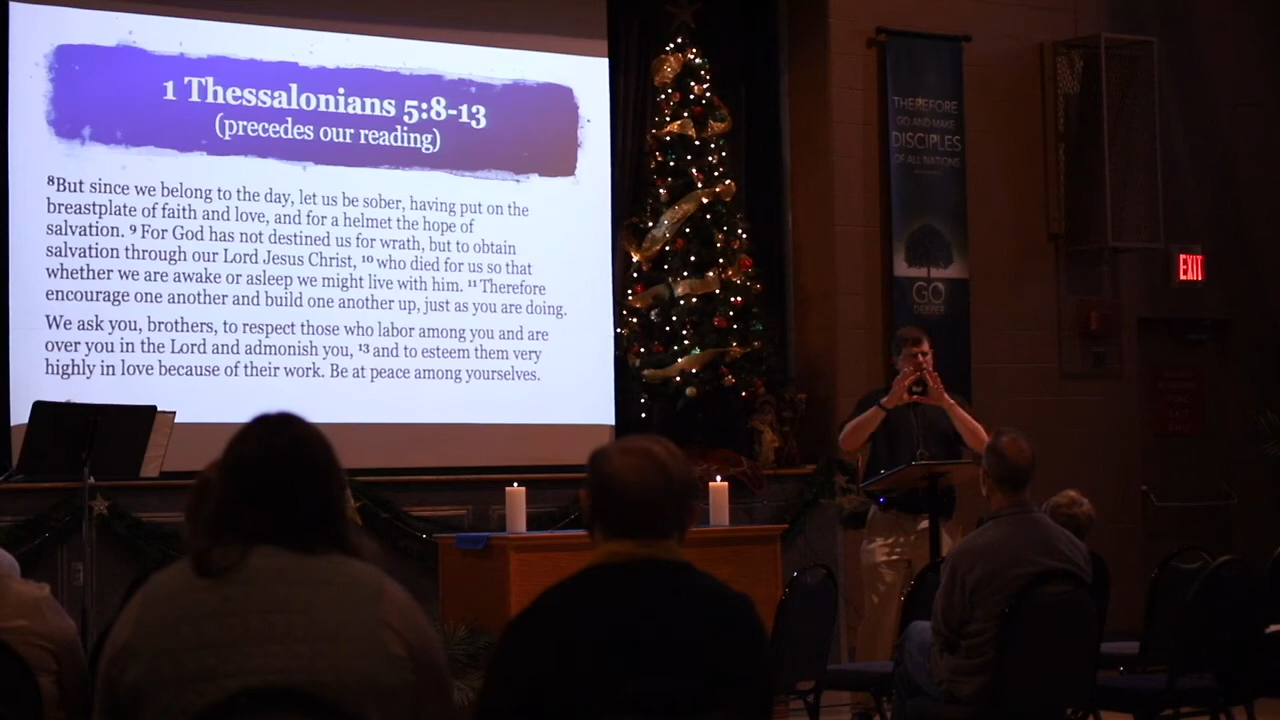 1 Thessalonians 5:8-13
(precedes our reading)
⁸But since we belong to the day, let us be sober, having put on the
breastplate of faith and love, and for a helmet the hope of
salvation. ⁹ For God has not destined us for wrath, but to obtain
salvation through our Lord Jesus Christ, ¹⁰ who died for us so that
whether we are awake or asleep we might live with him. ¹¹ Therefore
encourage one another and build one another up, just as you are doing.
We ask you, brothers, to respect those who labor among you and are
over you in the Lord and admonish you, ¹³ and to esteem them very
highly in love because of their work. Be at peace among yourselves.
THEREFORE
GO AND MAKE
DISCIPLES
OF ALL NATIONS
GO
DEEPER
EXIT